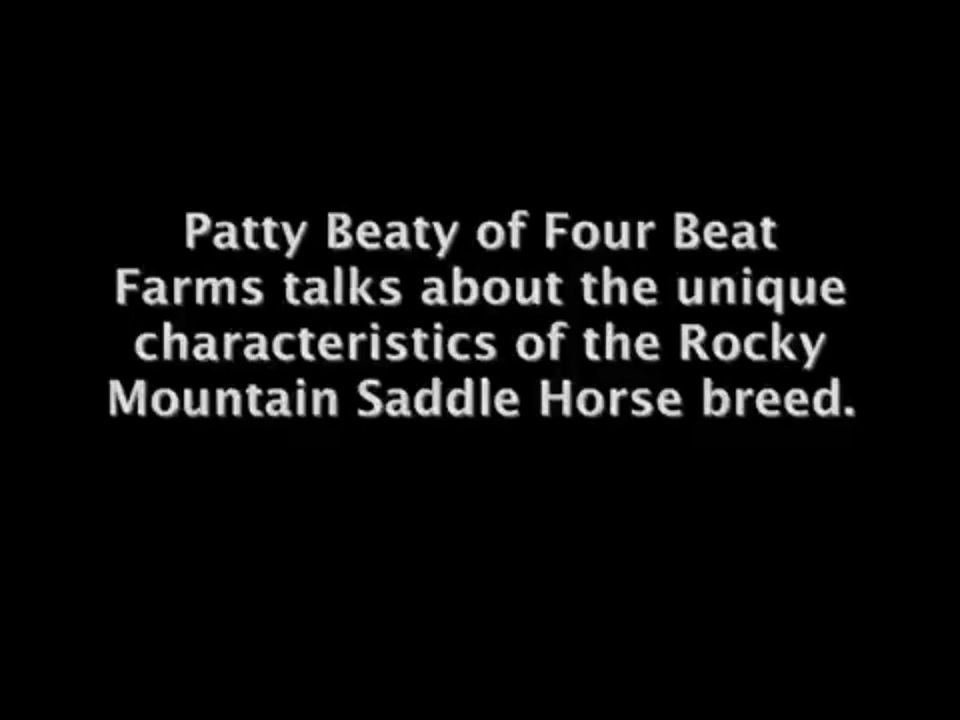 Patty Beaty of Four Beat
Farms talks about the unique
characteristics of the Rocky
Mountain Saddle Horse breed.